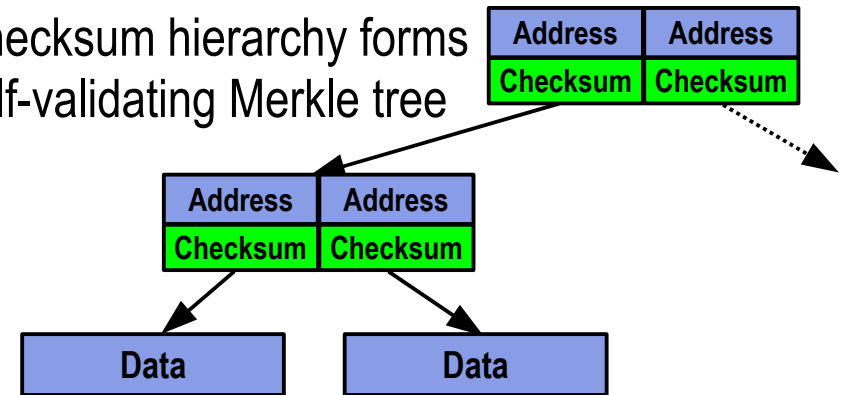 hecksum hierarchy forms
lf-validating Merkle tree
Address Address
Checksum Checksum
Address Address
Checksum Checksum
Data Data